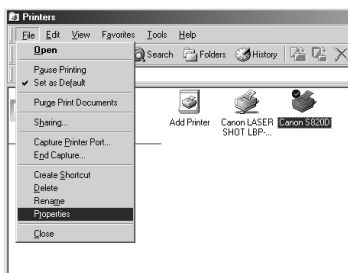 Printers
File Edit View Favorites Tools Help
Search Folders History
Open
Pause Printing
Set as Default
Purge Print Documents
Sharing...
Capture Printer Port...
End Capture...
Create Shortcut
Delete
Rename
Properties
Close
Add Printer
Canon LASER SHOT LBP-...
Canon S820D